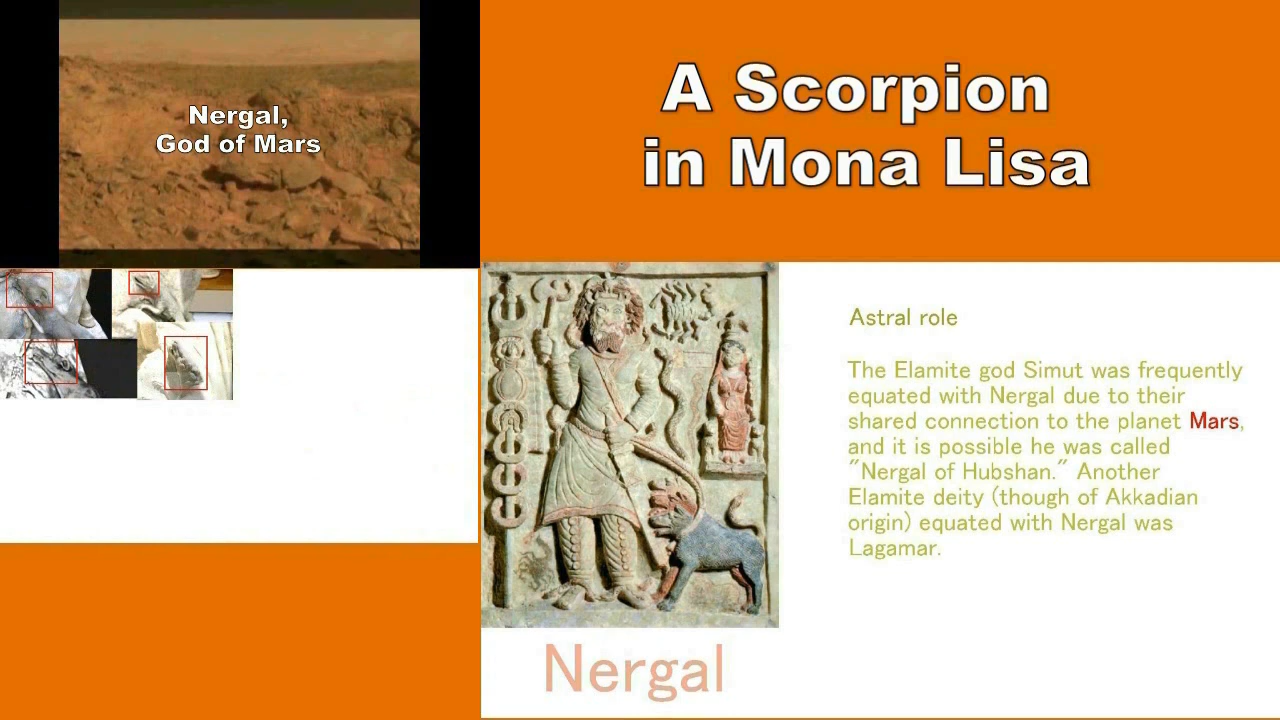 Nergal,
God of Mars
A Scorpion
in Mona Lisa
Astral role
The Elamite god Simut was frequently
equated with Nergal due to their
shared connection to the planet Mars,
and it is possible he was called
"Nergal of Hubshan." Another
Elamite deity (though of Akkadian
origin) equated with Nergal was
Lagamar.
Nergal